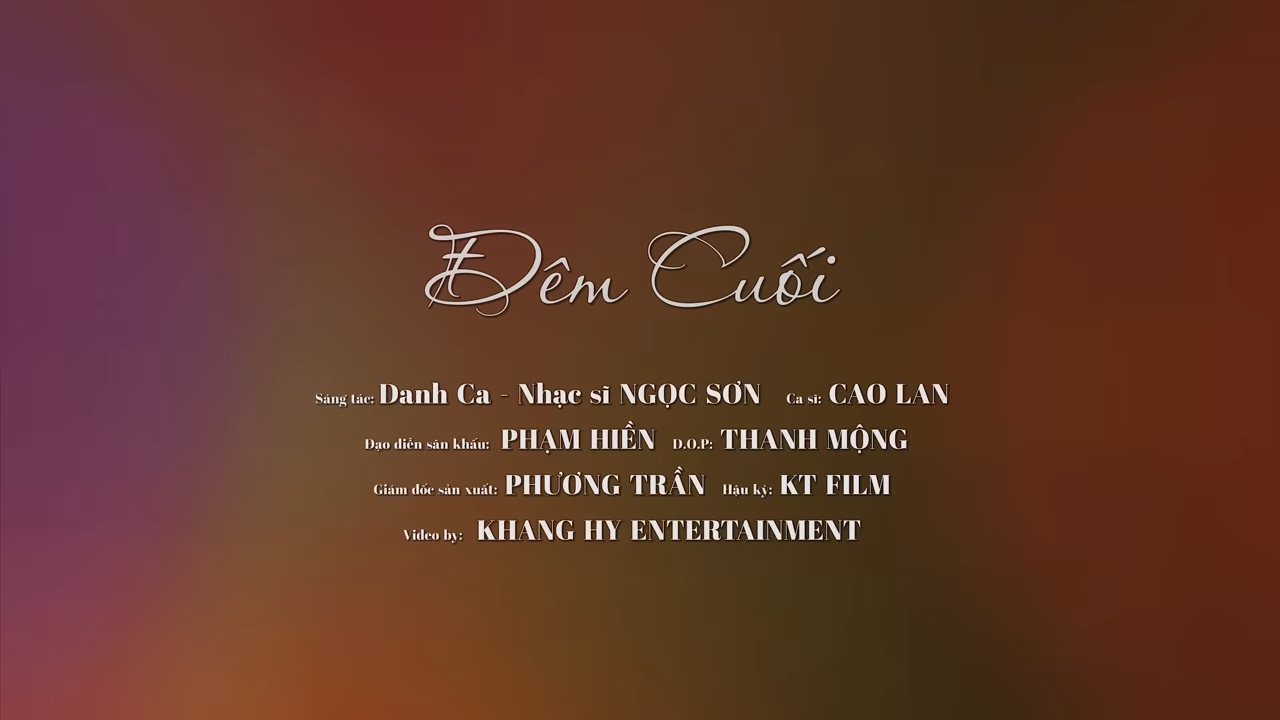 Đêm Cuối
Sáng tác: Danh Ca - Nhạc sĩ NGỌC SƠN Ca sĩ: CAO LAN
Đạo diễn sân khấu: PHẠM HIỀN D.O.P: THANH MỘNG
Giám đốc sản xuất: PHƯƠNG TRẦN Hậu kỳ: KT FILM
Video by: KHANG HY ENTERTAINMENT